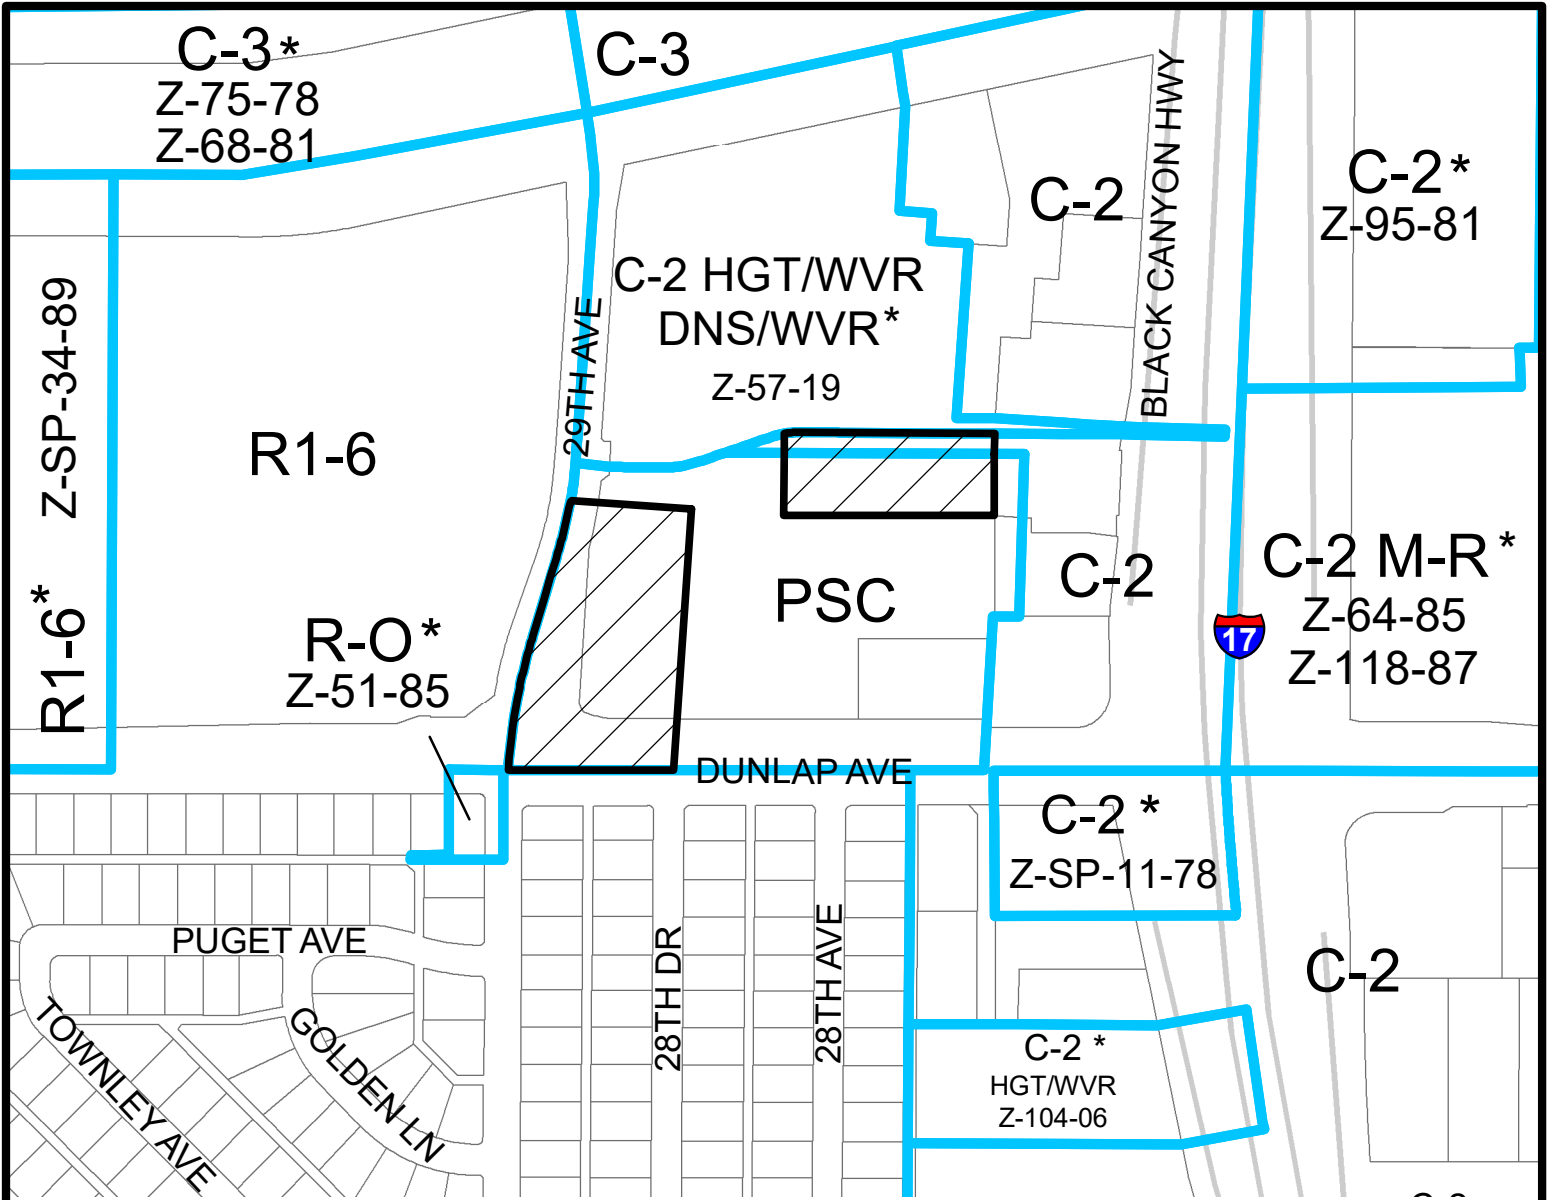 C-3*
Z-75-78
Z-68-81
C-3
BLACK CANYON HWY
C-2
C-2*
Z-95-81
Z-SP-34-89
R1-6*
R1-6
29TH AVE
C-2 HGT/WVR
DNS/WVR*
Z-57-19
R-O*
Z-51-85
PSC
C-2
17
C-2 M-R*
Z-64-85
Z-118-87
DUNLAP AVE
C-2 *
Z-SP-11-78
PUGET AVE
TOWNLEY AVE
GOLDEN LN
28TH DR
28TH AVE
C-2
C-2 *
HGT/WVR
Z-104-06